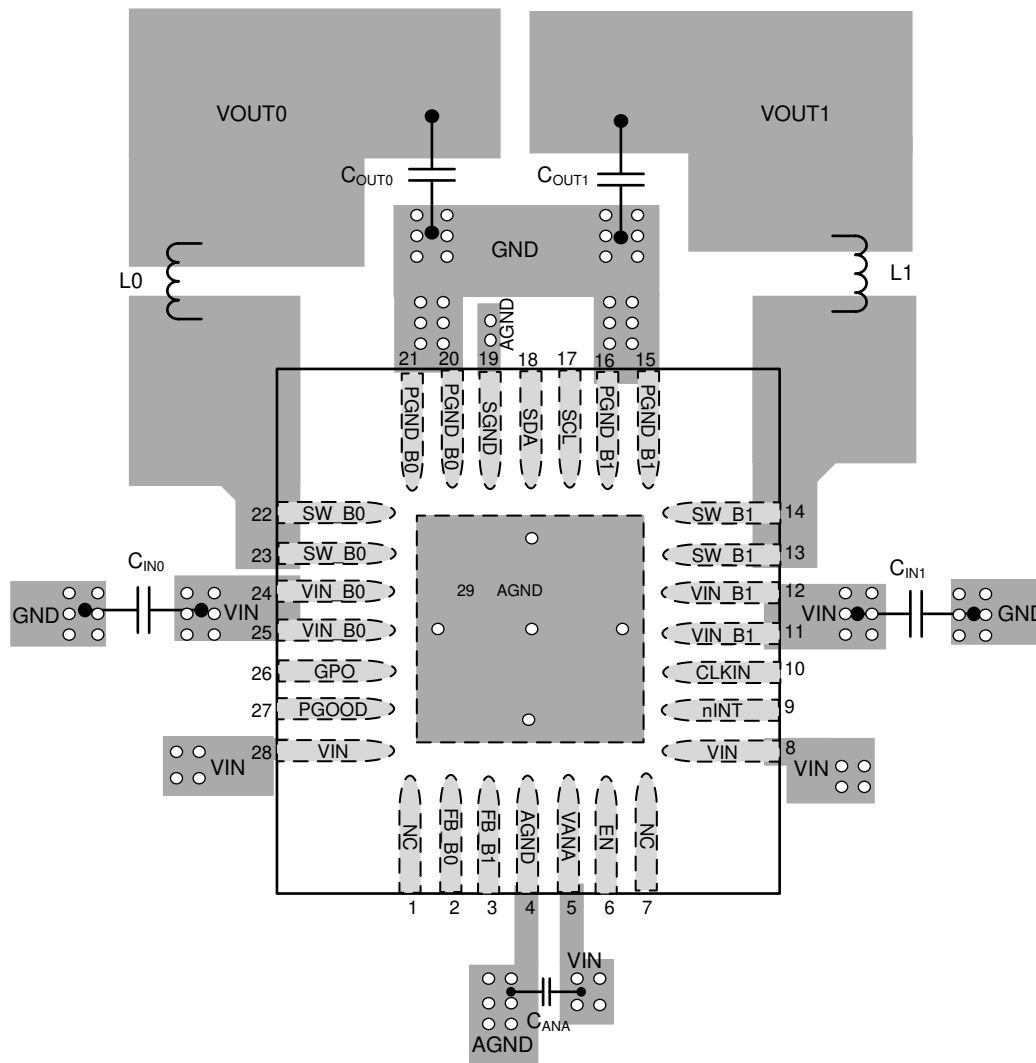 VOUT0
VOUT1
COUT0
COUT1
GND
L0
L1
AGND
21
20
19
18
17
16
15
PGND_B0
PGND_B0
SGND
SDA
SCL
PGND_B1
PGND_B1
22
SW_B0
SW_B1
14
23
SW_B0
SW_B1
13
CIN0
CIN1
24
VIN_B0
VIN_B1
12
29 AGND
GND
VIN
VIN
GND
25
VIN_B0
VIN_B1
11
26
GPO
CLKIN
10
27
PGOOD
nINT
9
28
VIN
VIN
8
VIN
VIN
NC
FB_B0
FB_B1
AGND
VANA
EN
NC
1
2
3
4
5
6
7
VIN
CANA
AGND